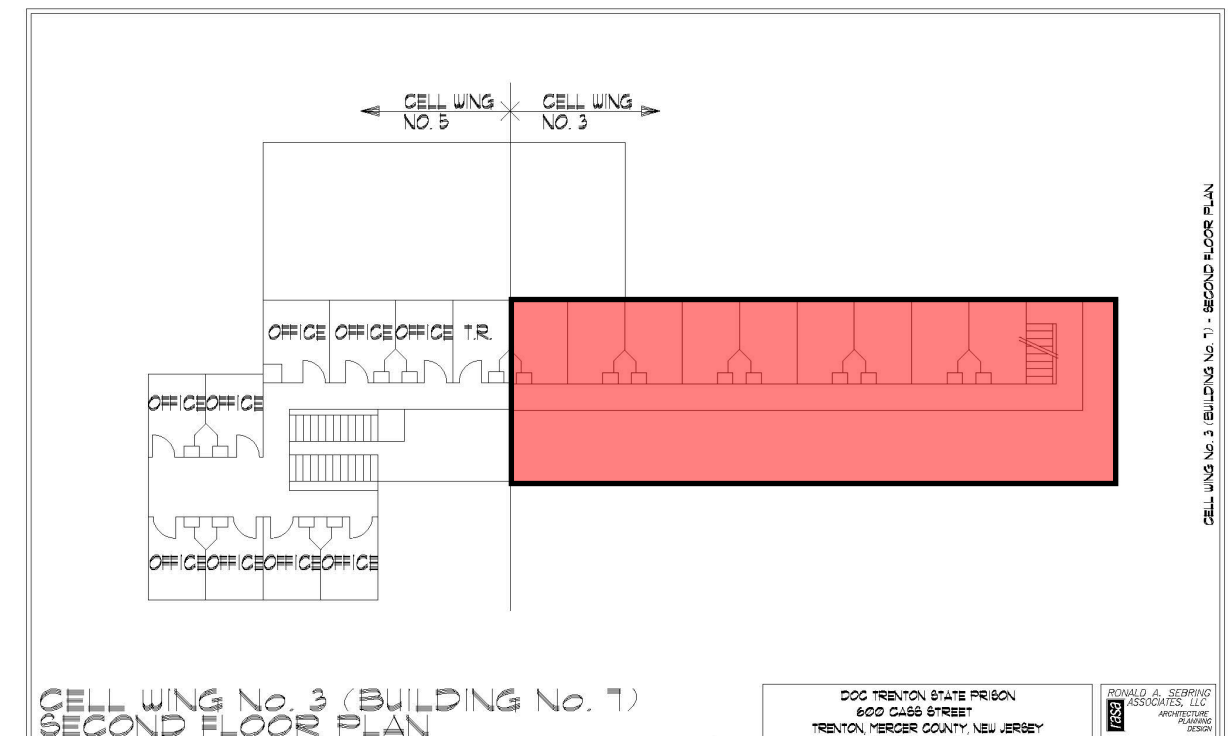 CELL WING
NO. 5
CELL WING
NO. 3
OFFICE OFFICE OFFICE T.R.
OFFICE OFFICE
OFFICE OFFICE OFFICE OFFICE
CELL WING No. 3 (BUILDING No. 7) - SECOND FLOOR PLAN
CELL WING No. 3 (BUILDING No. 7)
SECOND FLOOR PLAN
DOC TRENTON STATE PRISON
600 CASS STREET
TRENTON, MERCER COUNTY, NEW JERSEY
rasa
RONALD A. SEBRING
ASSOCIATES, LLC
ARCHITECTURE
PLANNING
DESIGN